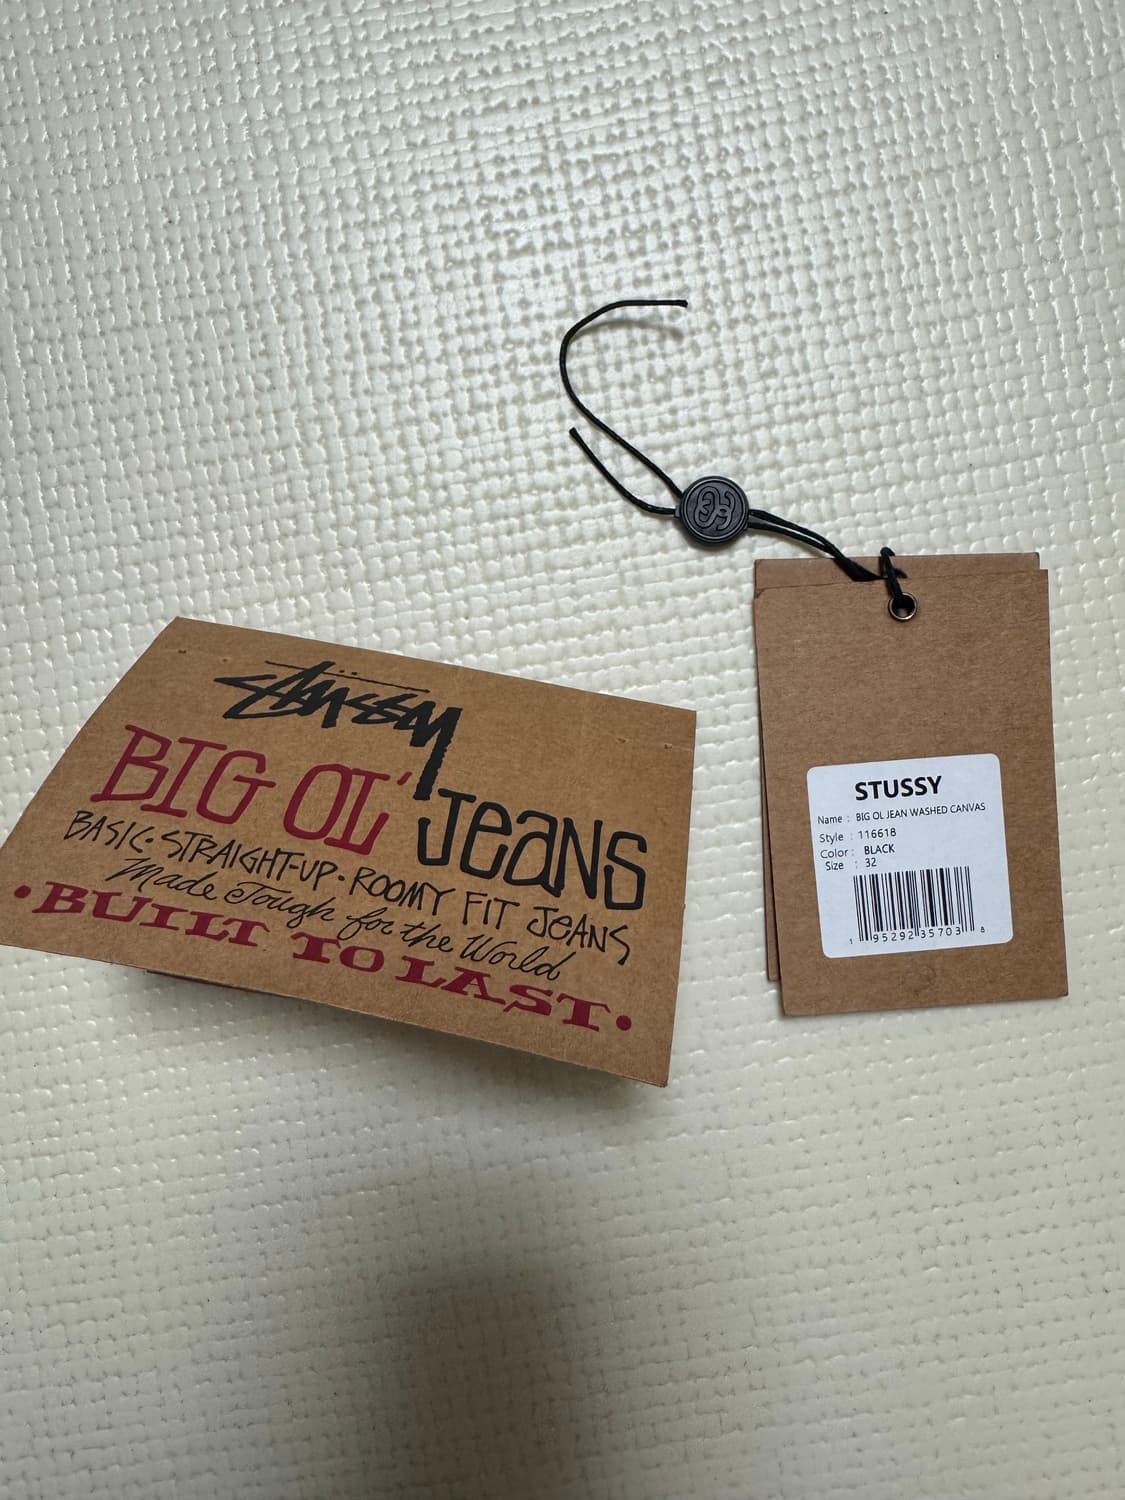 Stüssy
BIG OL' JEANS
BASIC · STRAIGHT-UP · ROOMY FIT JEANS
Made Tough for the World
• BUILT TO LAST •
STUSSY
Name : BIG OL JEAN WASHED CANVAS
Style : 116618
Color : BLACK
Size : 32
1 95292 35703 8